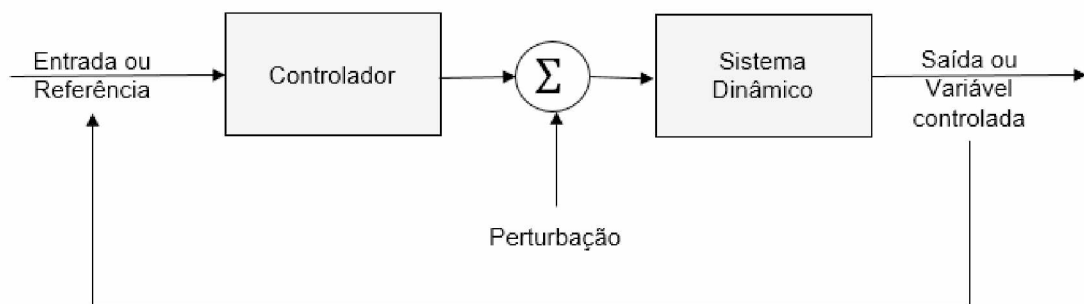 Entrada ou
Referência
Controlador
Σ
Sistema
Dinâmico
Saída ou
Variável
controlada
Perturbação